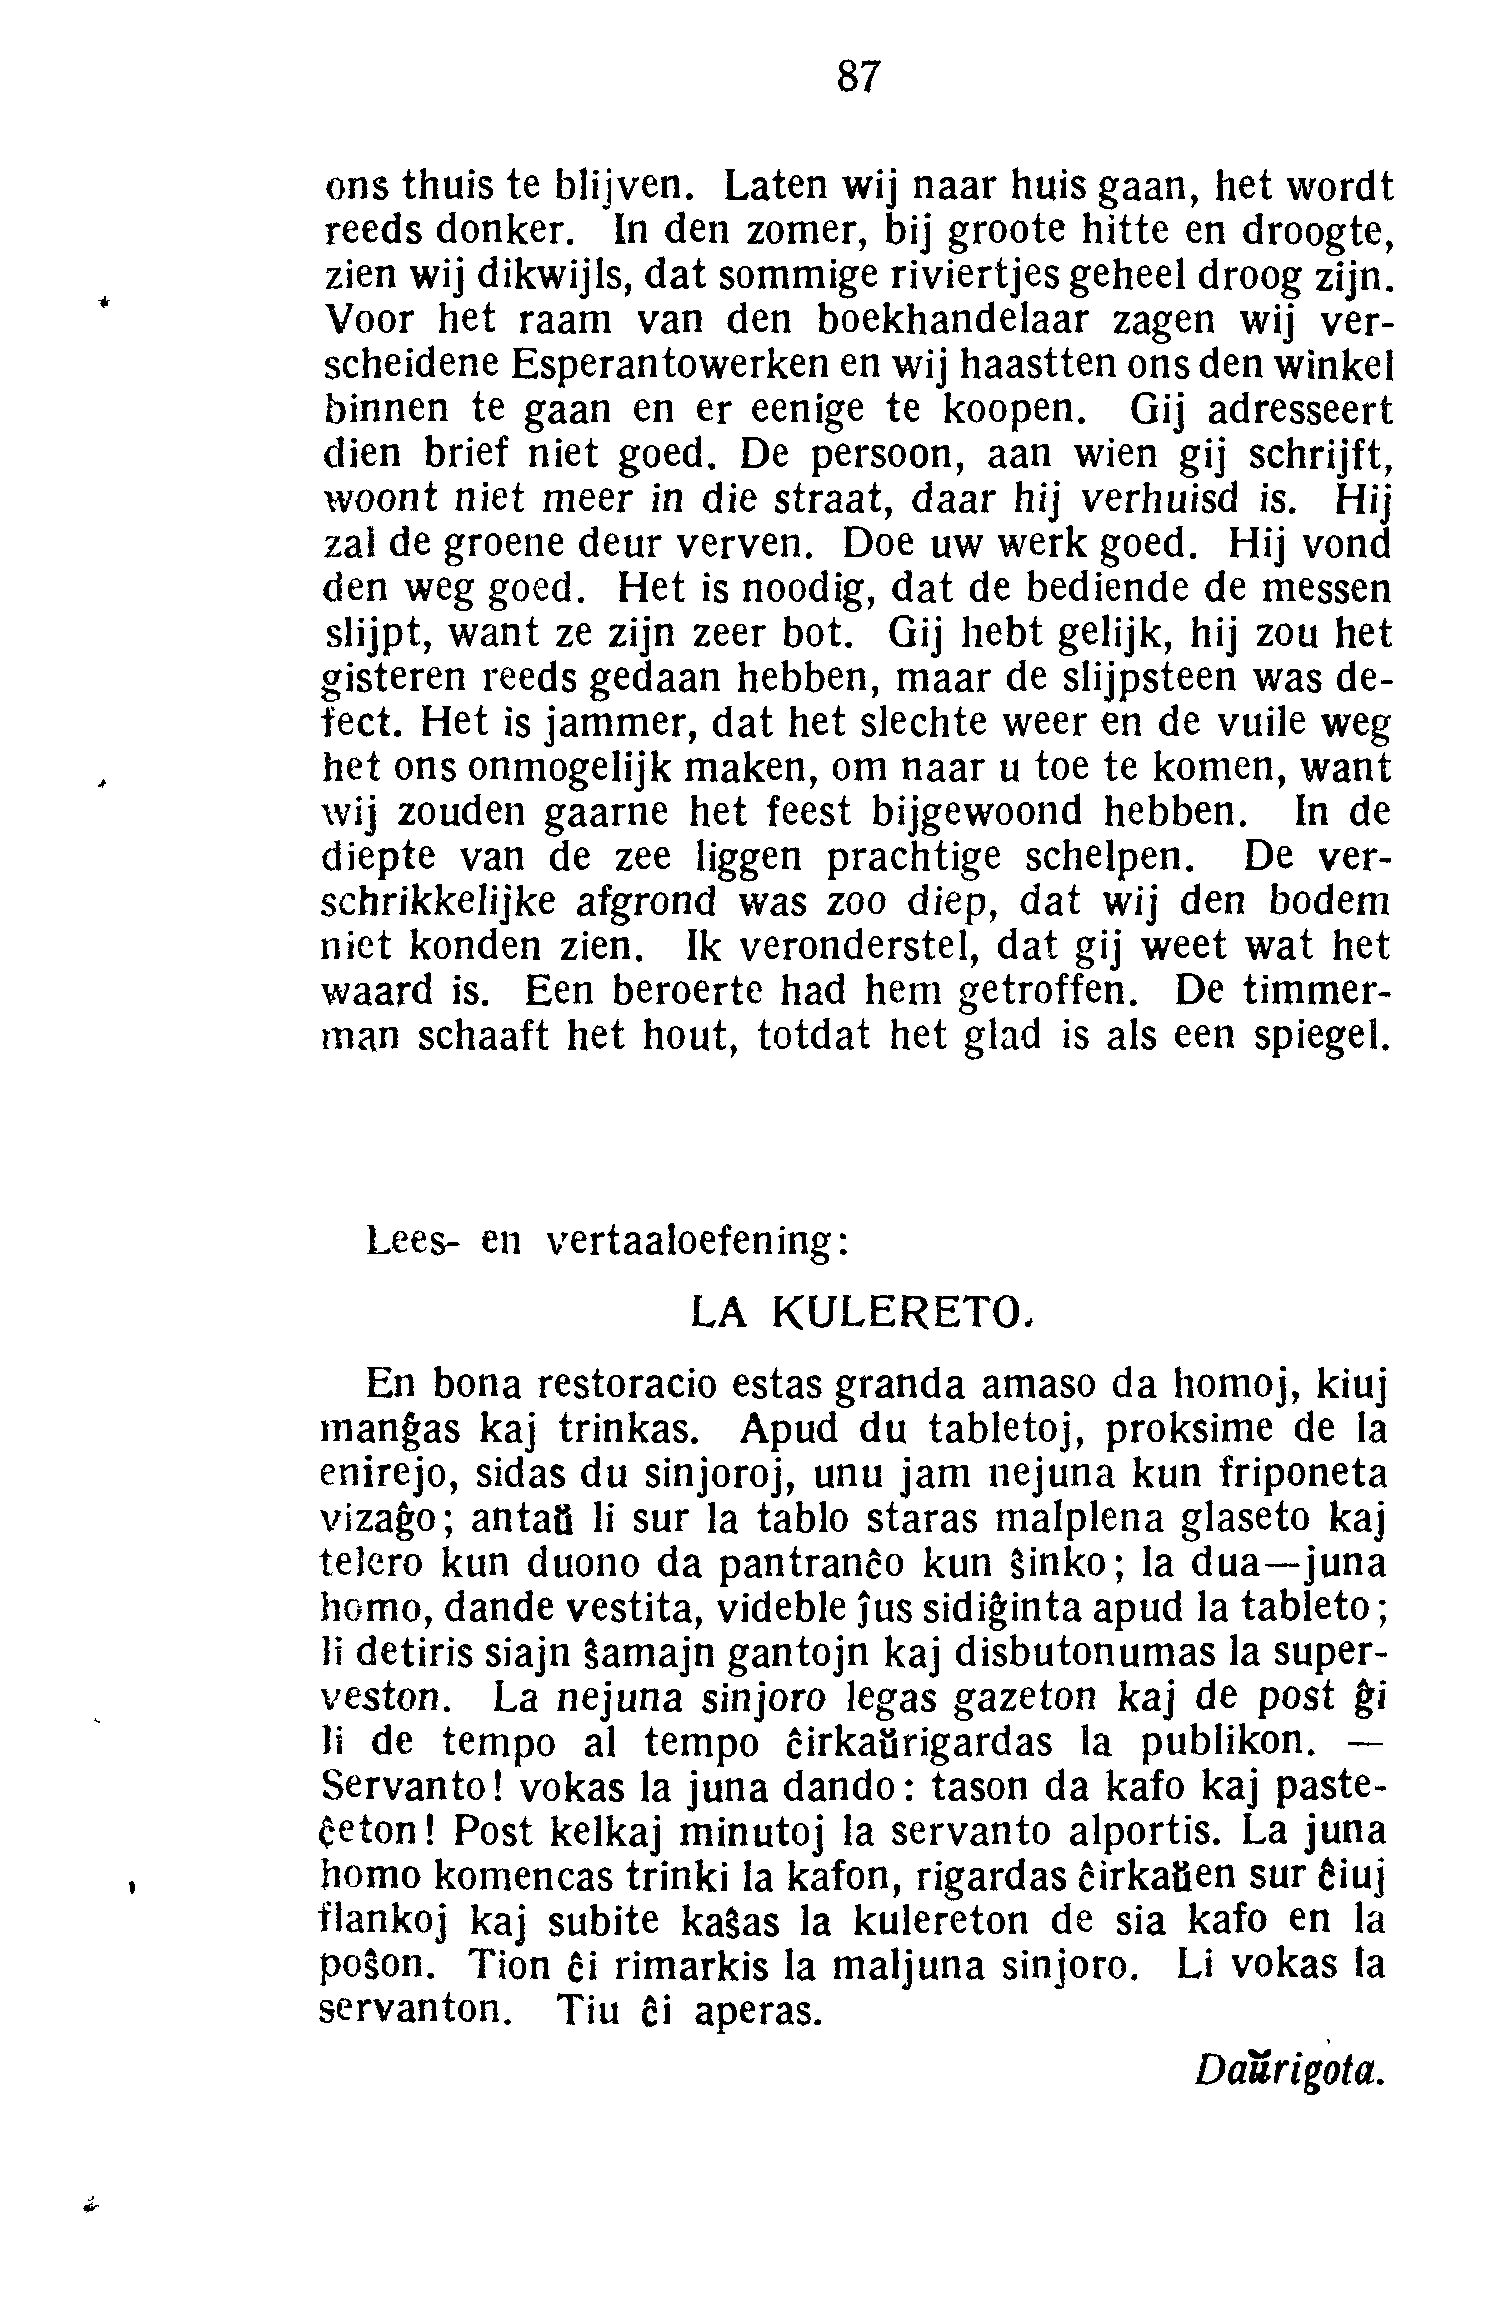 87
ons thuis te blijven. Laten wij naar huis gaan, het wordt
reeds donker. In den zomer, bij groote hitte en droogte,
zien wij dikwijls, dat sommige riviertjes geheel droog zijn.
Voor het raam van den boekhandelaar zagen wij ver-
scheidene Esperantowerken en wij haastten ons den winkel
binnen te gaan en er eenige te koopen. Gij adresseert
dien brief niet goed. De persoon, aan wien gij schrijft,
woont niet meer in die straat, daar hij verhuisd is. Hij
zal de groene deur verven. Doe uw werk goed. Hij vond
den weg goed. Het is noodig, dat de bediende de messen
slijpt, want ze zijn zeer bot. Gij hebt gelijk, hij zou het
gisteren reeds gedaan hebben, maar de slijpsteen was de-
fect. Het is jammer, dat het slechte weer en de vuile weg
het ons onmogelijk maken, om naar u toe te komen, want
wij zouden gaarne het feest bijgewoond hebben. In de
diepte van de zee liggen prachtige schelpen. De ver-
schrikkelijke afgrond was zoo diep, dat wij den bodem
niet konden zien. Ik veronderstel, dat gij weet wat het
waard is. Een beroerte had hem getroffen. De timmer-
man schaaft het hout, totdat het glad is als een spiegel.
Lees- en vertaaloefening:
LA KULERETO.
En bona restoracio estas granda amaso da homoj, kiuj
manĝas kaj trinkas. Apud du tabletoj, proksime de la
enirejo, sidas du sinjoroj, unu jam nejuna kun friponeta
vizaĝo; antaŭ li sur la tablo staras malplena glaseto kaj
telero kun duono da pantranĉo kun ŝinko; la dua—juna
homo, dande vestita, videble ĵus sidiĝinta apud la tableto;
li detiris siajn ŝamajn gantojn kaj disbutonumas la super-
veston. La nejuna sinjoro legas gazeton kaj de post ĝi
li de tempo al tempo ĉirkaŭrigardas la publikon. —
Servanto! vokas la juna dando: tason da kafo kaj paste-
ĉeton! Post kelkaj minutoj la servanto alportis. La juna
homo komencas trinki la kafon, rigardas ĉirkaŭen sur ĉiuj
flankoj kaj subite kaŝas la kulereton de sia kafo en la
poŝon. Tion ĉi rimarkis la maljuna sinjoro. Li vokas la
servanton. Tiu ĉi aperas.
Daŭrigota.